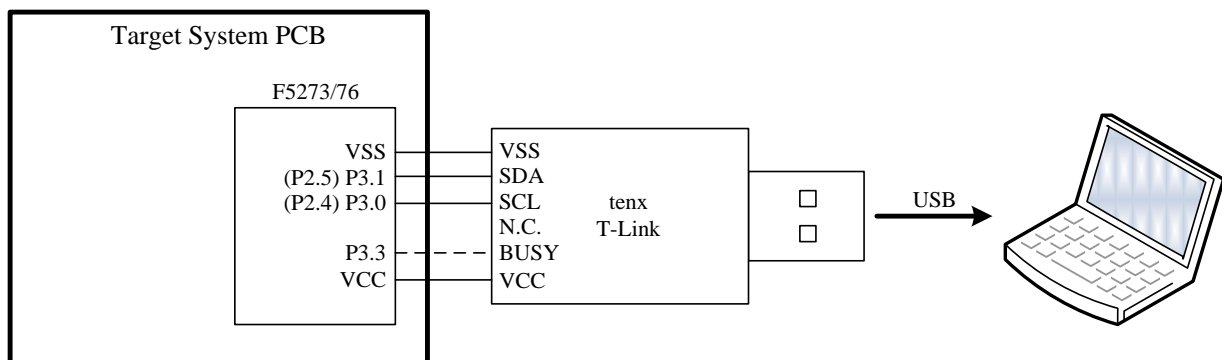 Target System PCB
F5273/76
VSS
(P2.5) P3.1
(P2.4) P3.0
P3.3
VCC
VSS
SDA
SCL
N.C.
BUSY
VCC
tenx
T-Link
USB